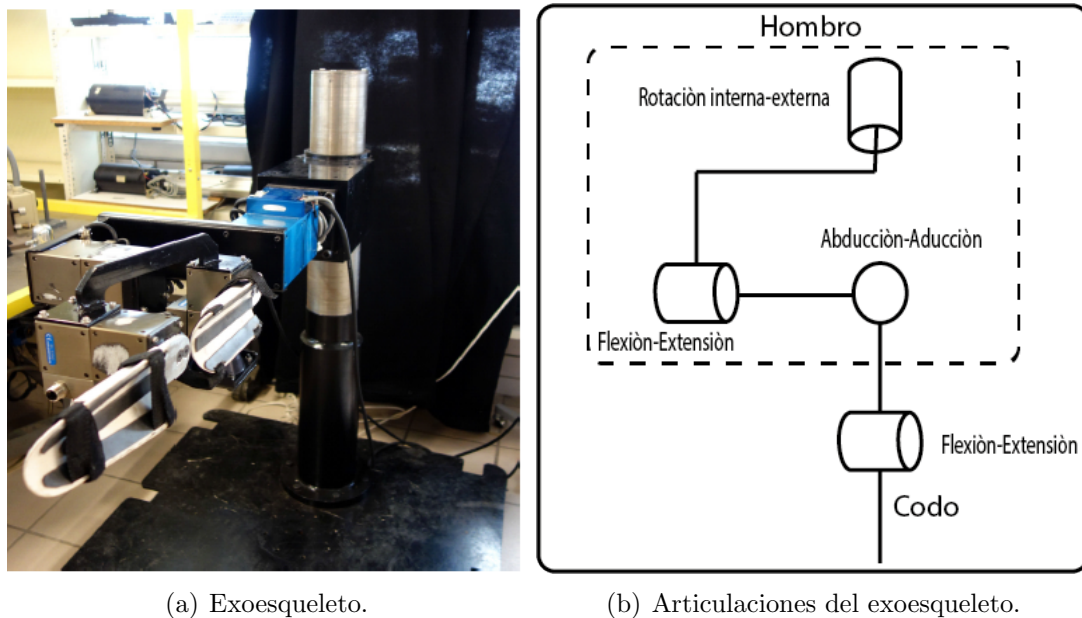 Hombro
Rotaciòn interna-externa
Abducciòn-Aducciòn
Flexiòn-Extensiòn
Flexiòn-Extensiòn
Codo
(a) Exoesqueleto.
(b) Articulaciones del exoesqueleto.